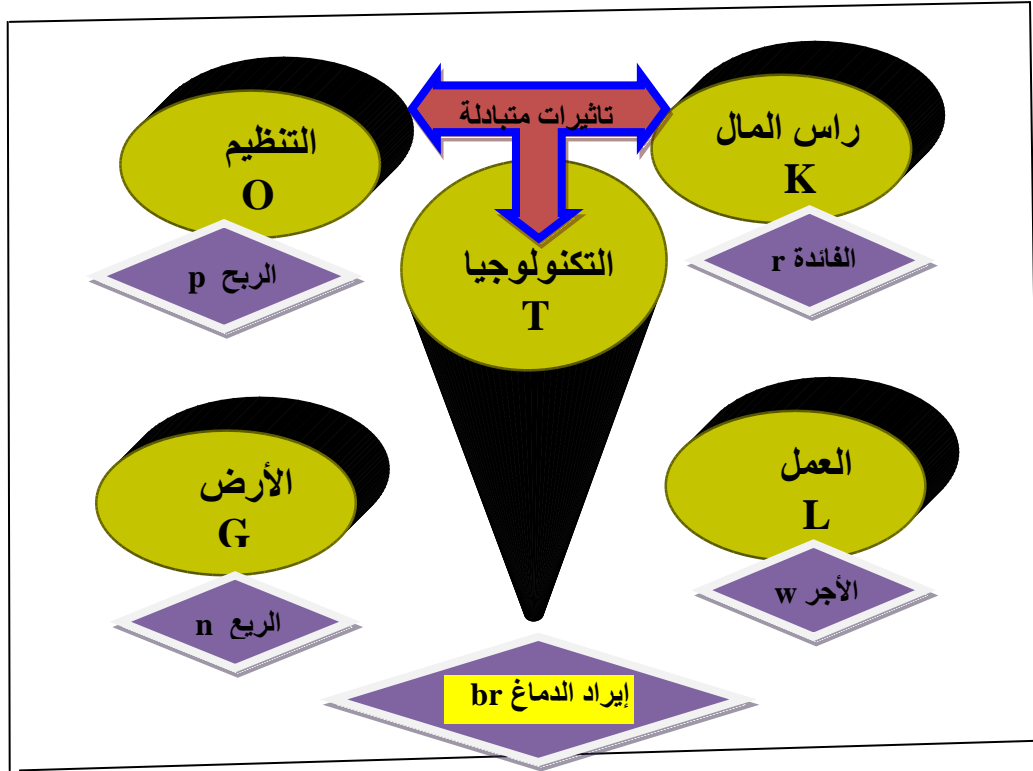 تاثيرات متبادلة
راس المال
K
الفائدة r
التنظيم
O
الربح p
التكنولوجيا
T
العمل
L
الأجر w
الأرض
G
الريع n
إيراد الدماغ br